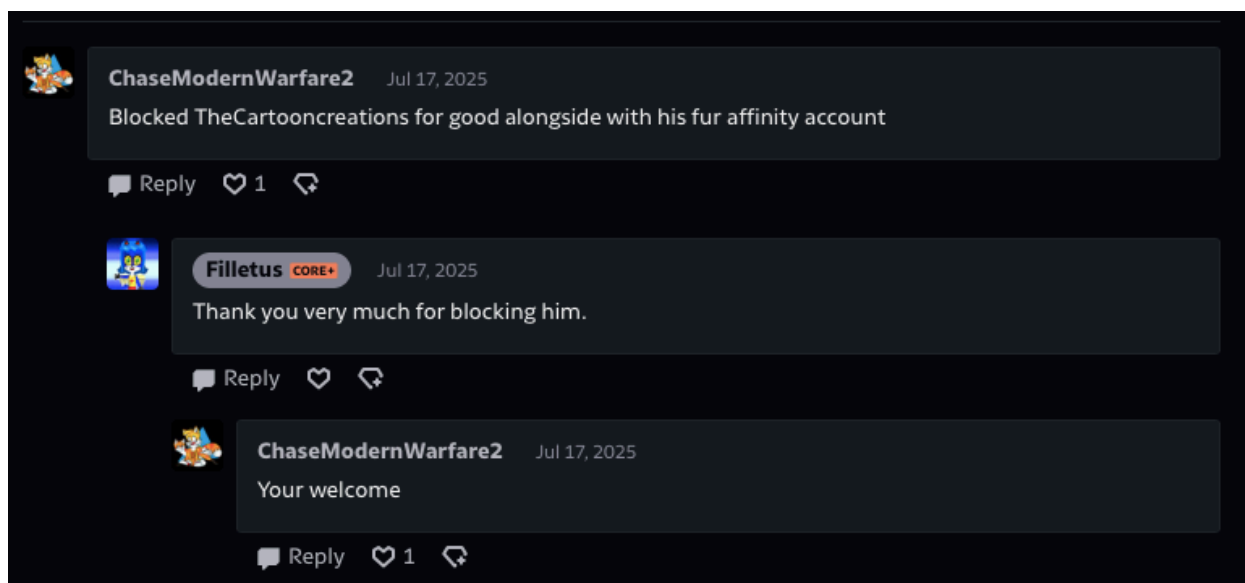 ChaseModernWarfare2 Jul 17, 2025
Blocked TheCartooncreations for good alongside with his fur affinity account
Reply 1
Filletus CORE+ Jul 17, 2025
Thank you very much for blocking him.
Reply
ChaseModernWarfare2 Jul 17, 2025
Your welcome
Reply 1